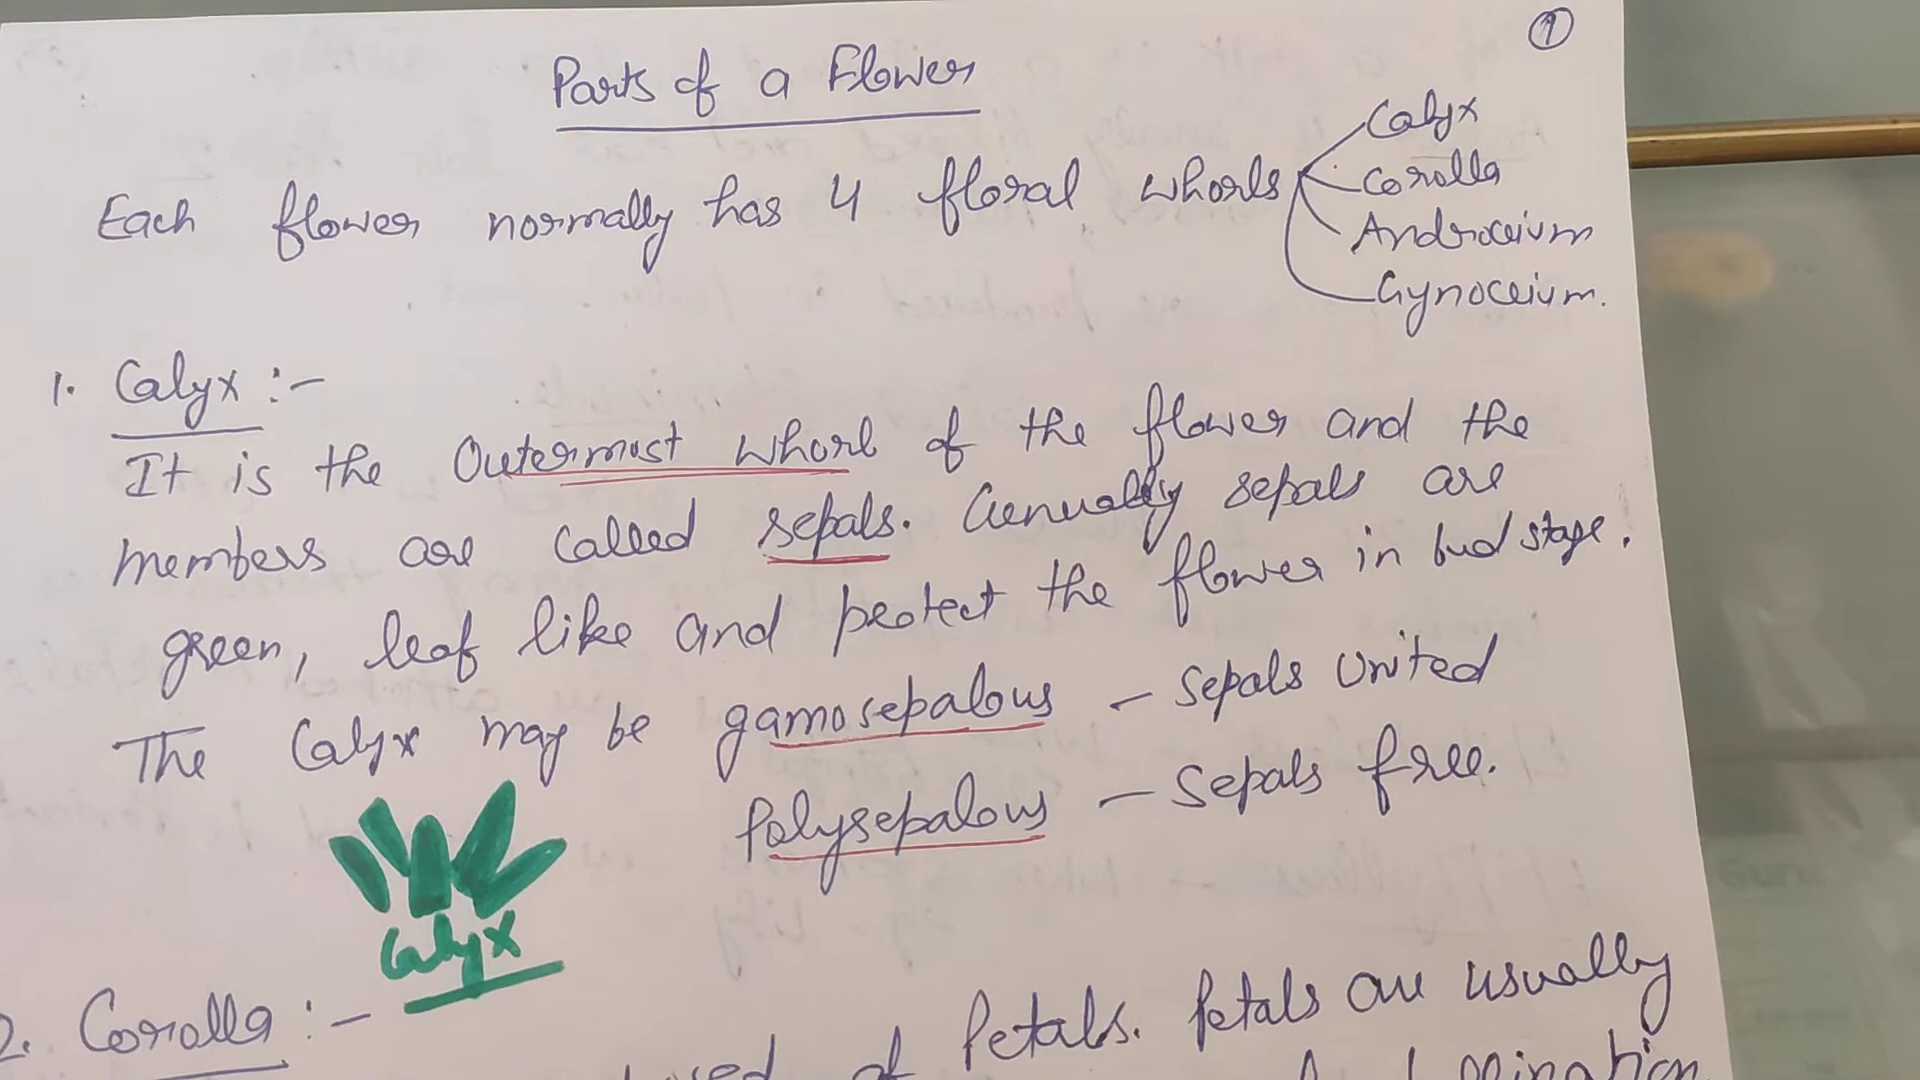 1
Parts of a Flower
Each flower normally has 4 floral whorls
Calyx
Corolla
Androceium
Gynoceium.
1. Calyx :-
It is the Outermost whorl of the flower and the
members are called sepals. Generally sepals are
green, leaf like and protect the flower in bud stage.
The Calyx may be gamosepalous - Sepals United
Polysepalous - Sepals free.
Calyx
2. Corolla :-
of Petals. Petals are usually